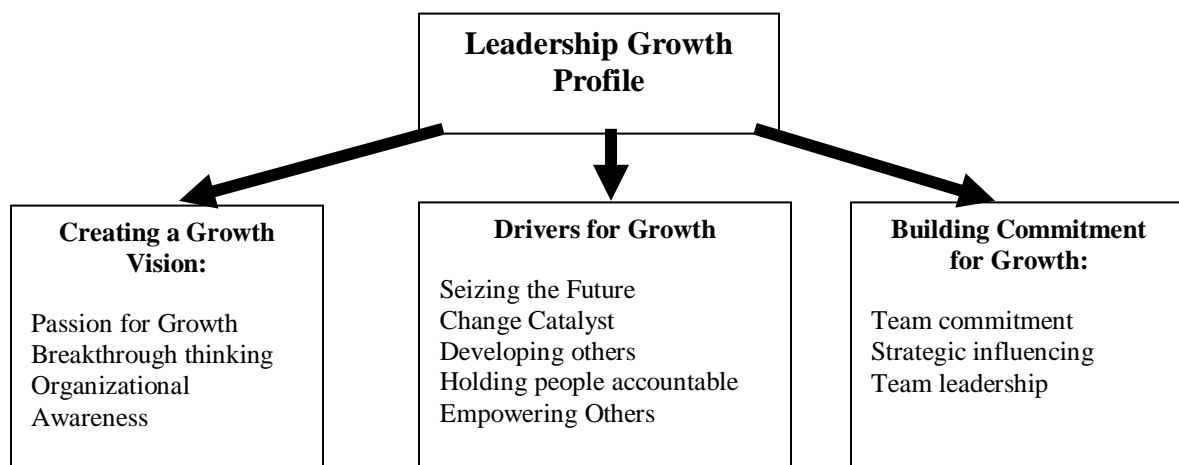 Leadership Growth
Profile
Creating a Growth
Vision:
Passion for Growth
Breakthrough thinking
Organizational
Awareness
Drivers for Growth
Seizing the Future
Change Catalyst
Developing others
Holding people accountable
Empowering Others
Building Commitment
for Growth:
Team commitment
Strategic influencing
Team leadership